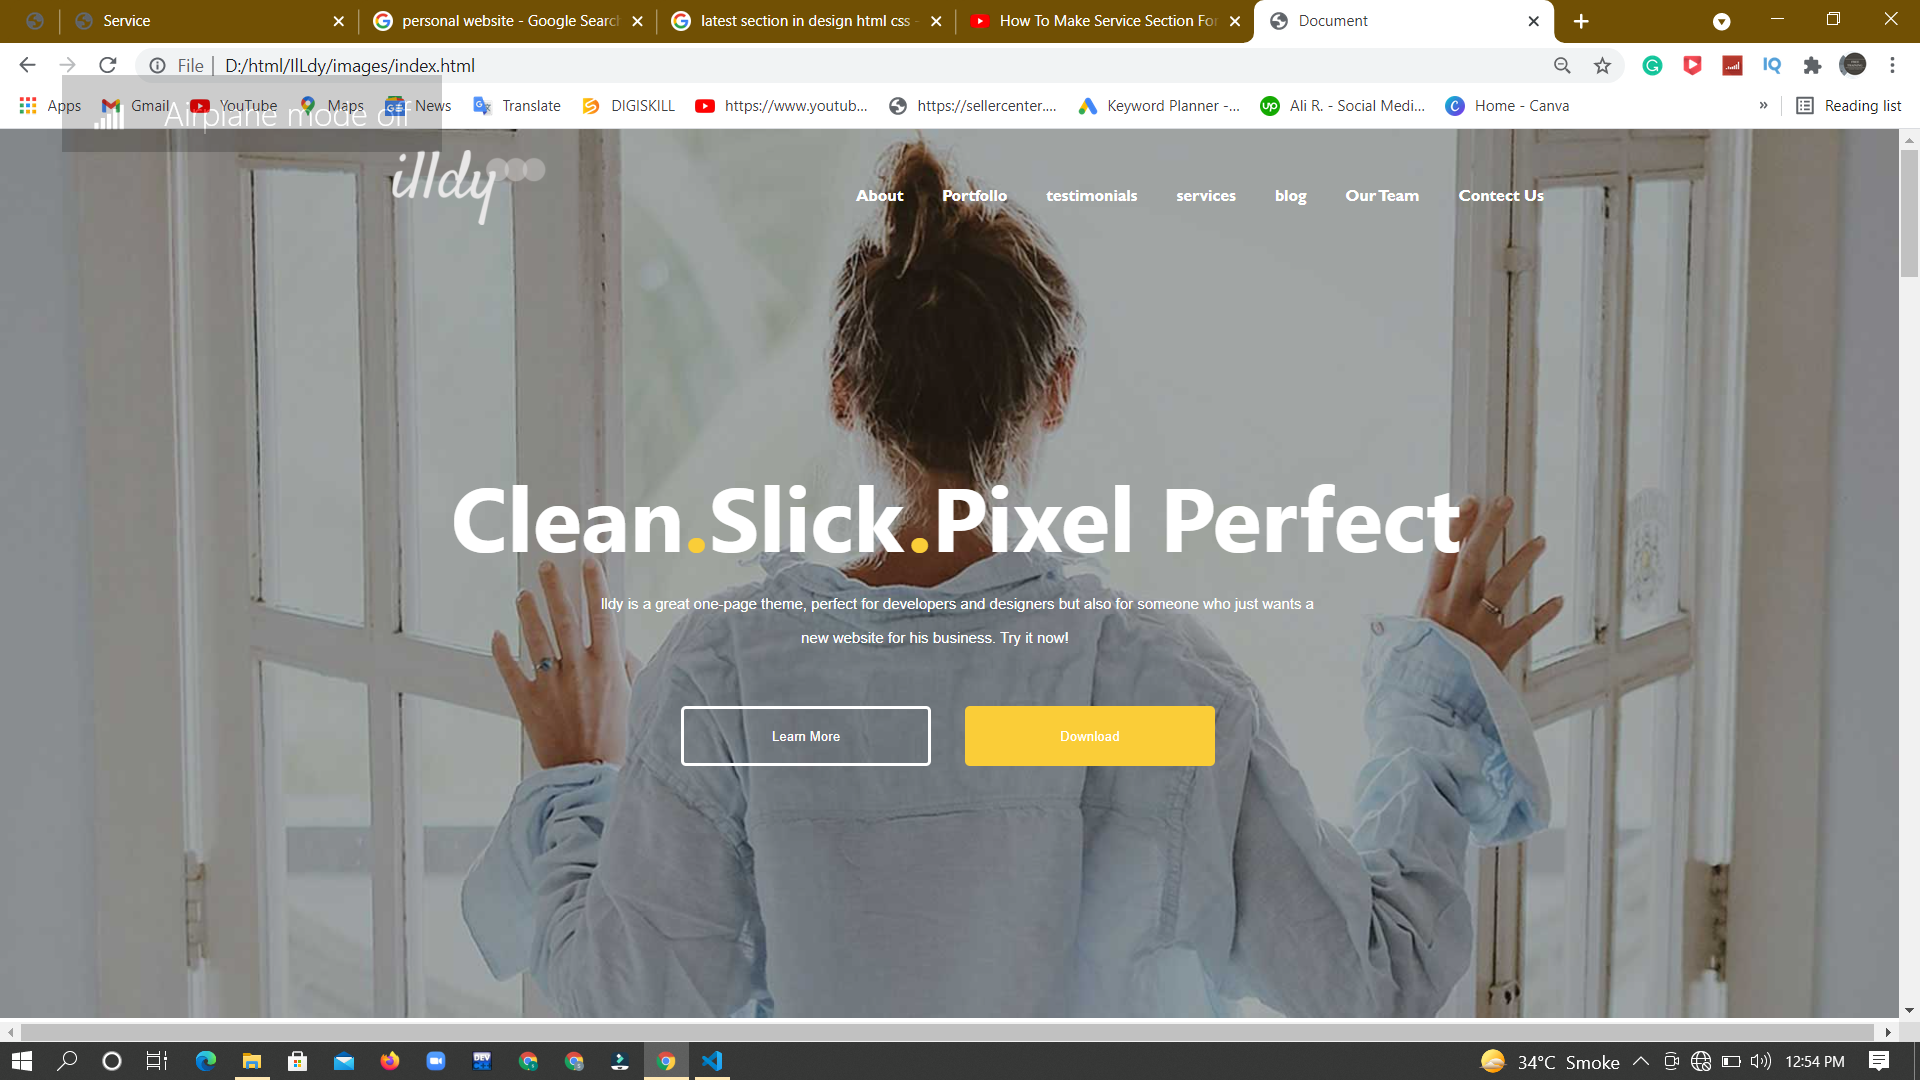 Service
personal website - Google Search
latest section in design html css -
How To Make Service Section For
Document
File | D:/html/IlLdy/images/index.html
Apps
Gmail
YouTube
Maps
News
Translate
DIGISKILL
https://www.youtub...
https://sellercenter....
Keyword Planner -...
Ali R. - Social Medi...
Home - Canva
»
Reading list
Airplane mode off
illdy
About
Portfolio
testimonials
services
blog
Our Team
Contect Us
Clean.Slick.Pixel Perfect
lldy is a great one-page theme, perfect for developers and designers but also for someone who just wants a
new website for his business. Try it now!
Learn More
Download
34°C Smoke
12:54 PM